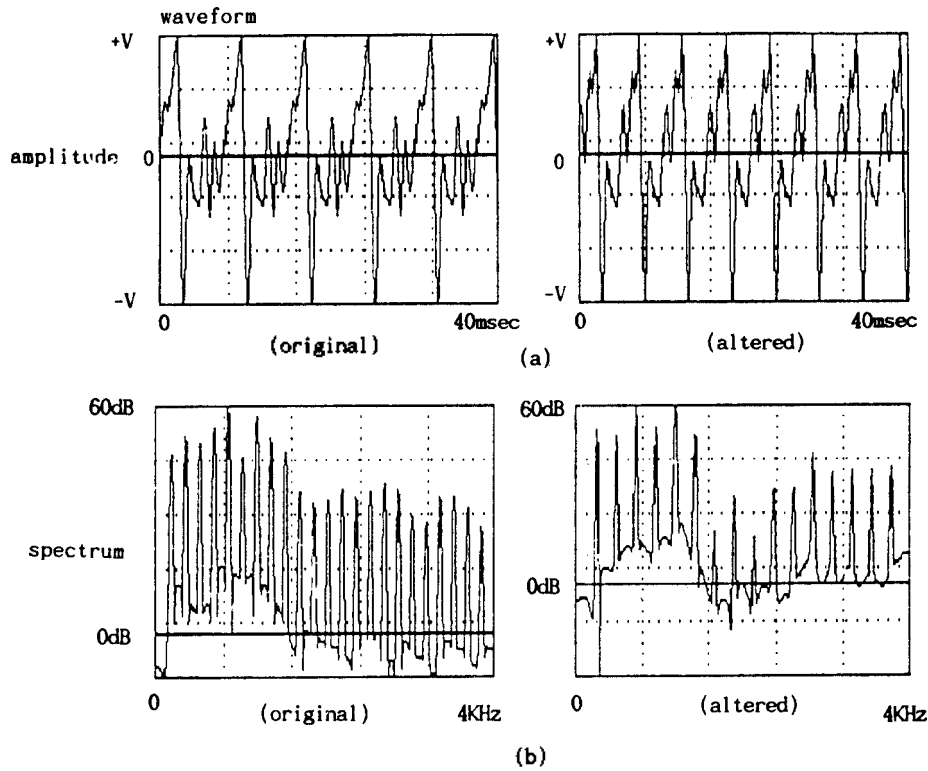 waveform
+V +V
amplitude 0 0
-V -V
0 40msec 0 40msec
(original) (altered)
(a)
60dB 60dB
spectrum
0dB 0dB
0 (original) 4KHz 0 (altered) 4KHz
(b)